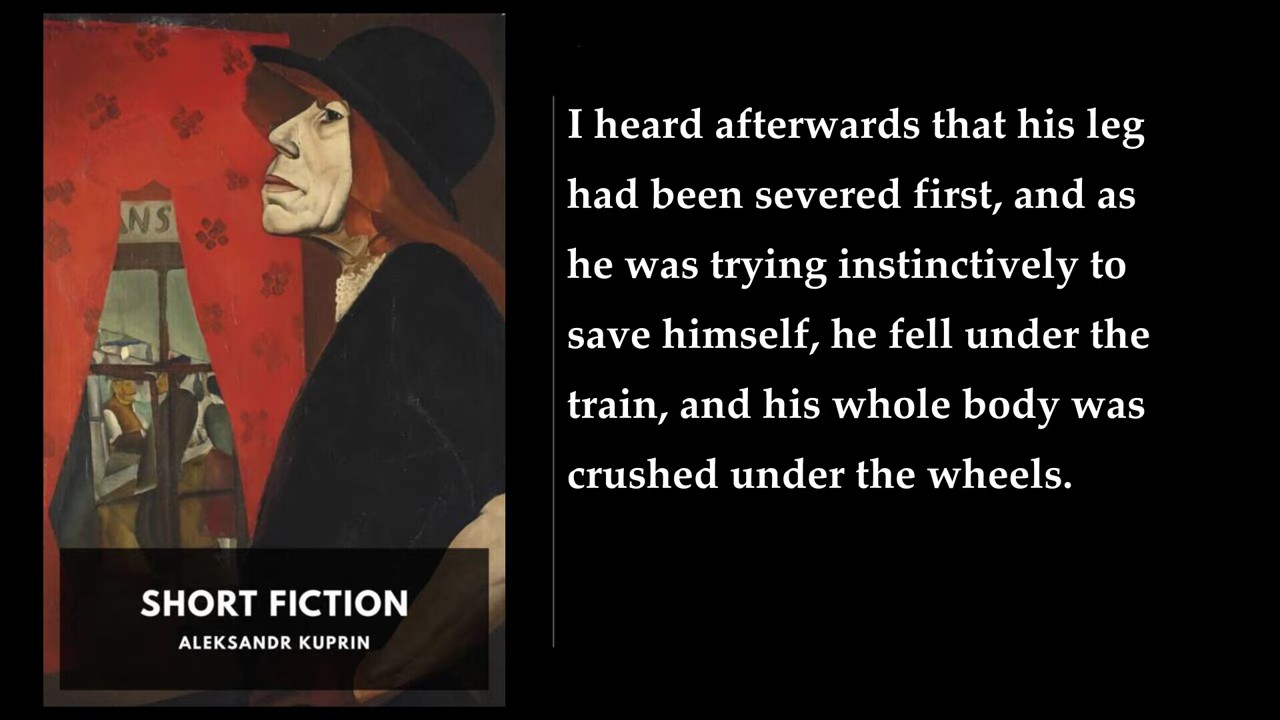 NS
SHORT FICTION
ALEKSANDR KUPRIN
I heard afterwards that his leg
had been severed first, and as
he was trying instinctively to
save himself, he fell under the
train, and his whole body was
crushed under the wheels.